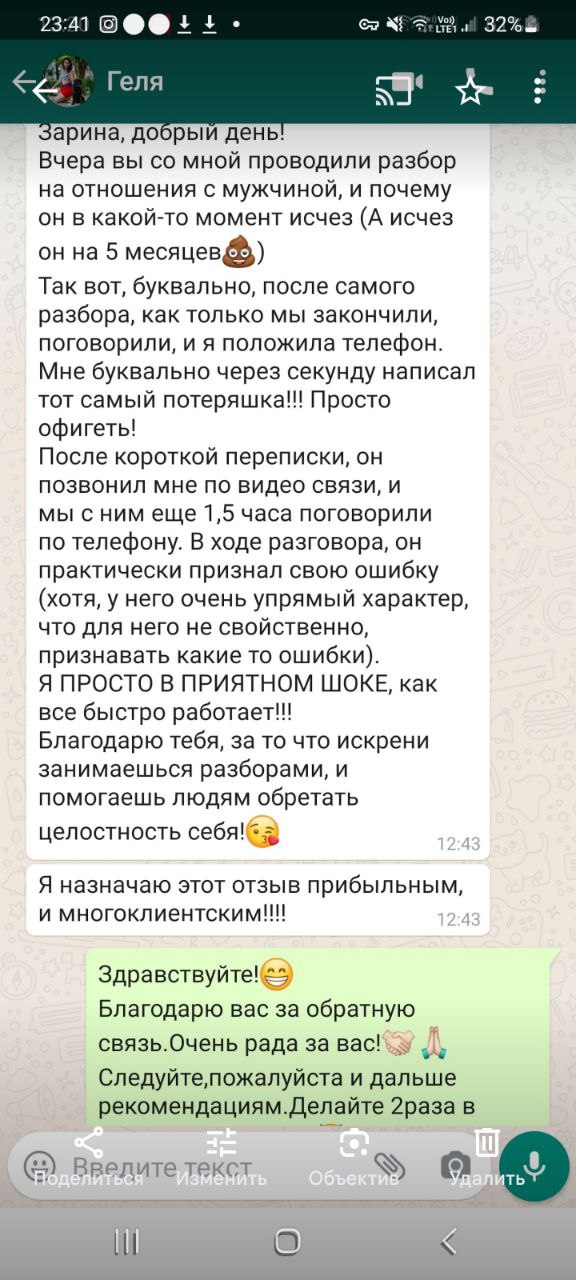 23:41
Vo))
LTE1
32%
Геля
Зарина, добрый день!
Вчера вы со мной проводили разбор
на отношения с мужчиной, и почему
он в какой-то момент исчез (А исчез
он на 5 месяцев💩)
Так вот, буквально, после самого
разбора, как только мы закончили,
поговорили, и я положила телефон.
Мне буквально через секунду написал
тот самый потеряшка!!! Просто
офигеть!
После короткой переписки, он
позвонил мне по видео связи, и
мы с ним еще 1,5 часа поговорили
по телефону. В ходе разговора, он
практически признал свою ошибку
(хотя, у него очень упрямый характер,
что для него не свойственно,
признавать какие то ошибки).
Я ПРОСТО В ПРИЯТНОМ ШОКЕ, как
все быстро работает!!!
Благодарю тебя, за то что искрени
занимаешься разборами, и
помогаешь людям обретать
целостность себя!😘
12:43
Я назначаю этот отзыв прибыльным,
и многоклиентским!!!!
12:43
Здравствуйте!😁
Благодарю вас за обратную
связь.Очень рада за вас!🤝🏻🙏🏻
Следуйте,пожалуйста и дальше
рекомендациям.Делайте 2раза в
Введите текст
Поделиться Изменить Объектив Удалить